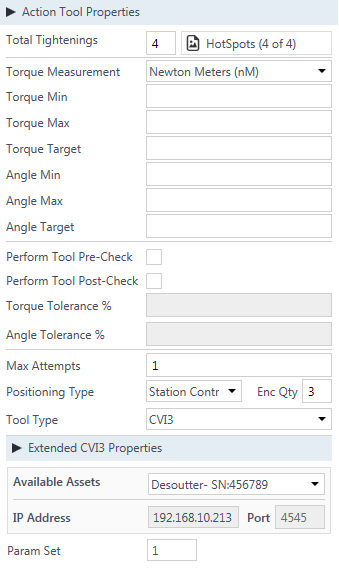 Action Tool Properties
Total Tightenings 4 HotSpots (4 of 4)
Torque Measurement Newton Meters (nM)
Torque Min
Torque Max
Torque Target
Angle Min
Angle Max
Angle Target
Perform Tool Pre-Check
Perform Tool Post-Check
Torque Tolerance %
Angle Tolerance %
Max Attempts 1
Positioning Type Station Contr Enc Qty 3
Tool Type CVI3
Extended CVI3 Properties
Available Assets Desoutter- SN:456789
IP Address 192.168.10.213 Port 4545
Param Set 1